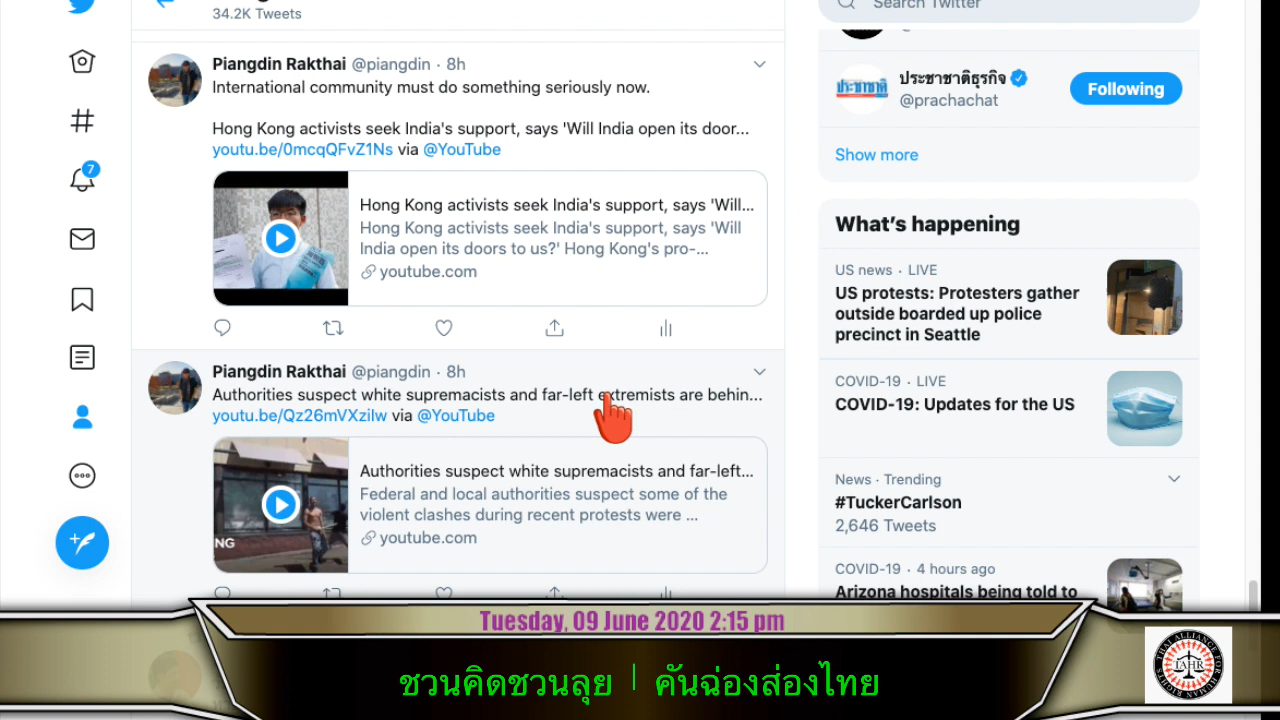 34.2K Tweets
Piangdin Rakthai @piangdin · 8h
International community must do something seriously now.
Hong Kong activists seek India's support, says 'Will India open its door...
youtu.be/0mcqQFvZ1Ns via @YouTube
Hong Kong activists seek India's support, says 'Will...
Hong Kong activists seek India's support, says 'Will
India open its doors to us?' Hong Kong's pro-...
youtube.com
Piangdin Rakthai @piangdin · 8h
Authorities suspect white supremacists and far-left extremists are behin...
youtu.be/Qz26mVXzilw via @YouTube
Authorities suspect white supremacists and far-left...
Federal and local authorities suspect some of the
violent clashes during recent protests were ...
youtube.com
NG
7
Search Twitter
ประชาชาติธุรกิจ
@prachachat
Following
Show more
What's happening
US news · LIVE
US protests: Protesters gather
outside boarded up police
precinct in Seattle
COVID-19 · LIVE
COVID-19: Updates for the US
News · Trending
#TuckerCarlson
2,646 Tweets
COVID-19 · 4 hours ago
Arizona hospitals being told to
Tuesday, 09 June 2020 2:15 pm
ชวนคิดชวนลุย | คันฉ่องส่องไทย
THAI ALLIANCE FOR HUMAN RIGHTS
TAHR